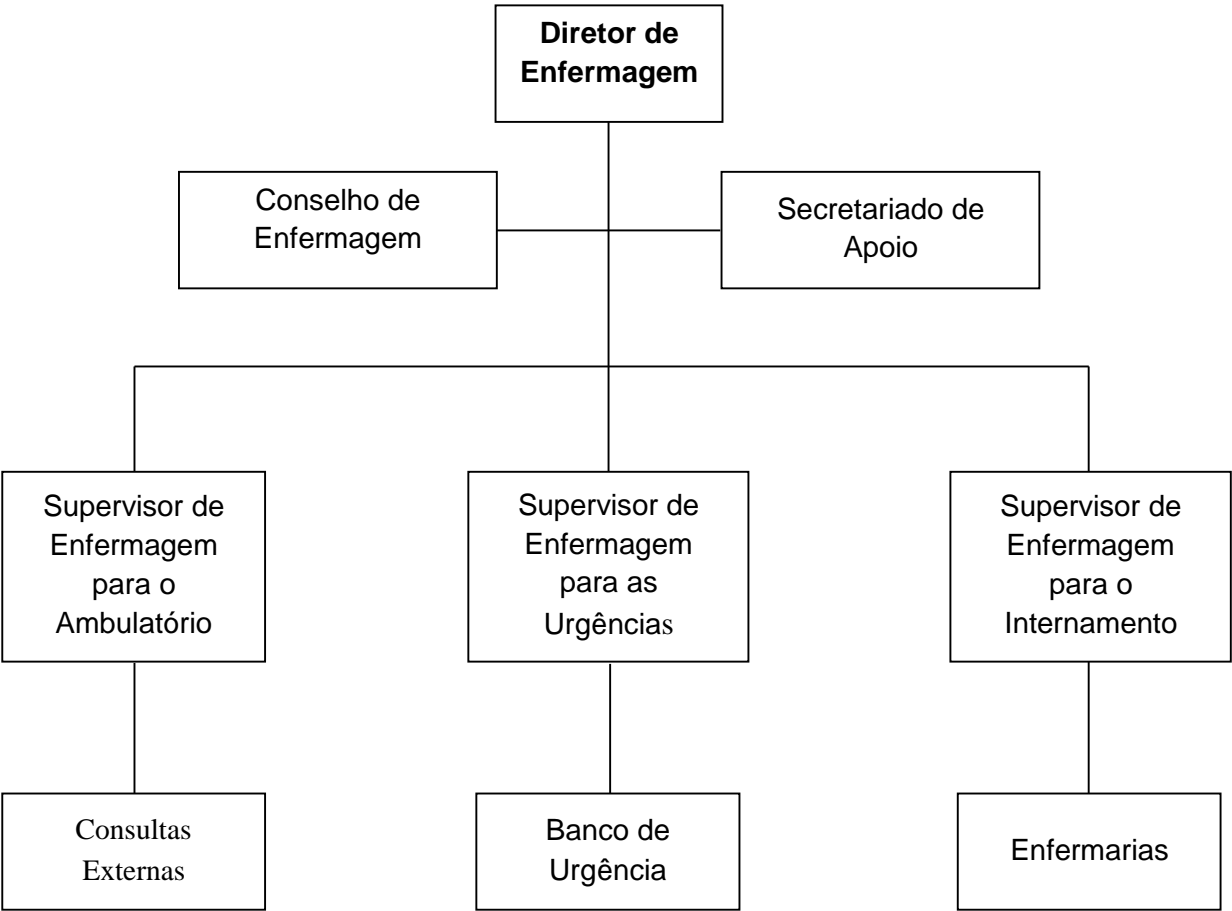 Diretor de
Enfermagem
Conselho de
Enfermagem
Secretariado de
Apoio
Supervisor de
Enfermagem
para o
Ambulatório
Supervisor de
Enfermagem
para as
Urgências
Supervisor de
Enfermagem
para o
Internamento
Consultas
Externas
Banco de
Urgência
Enfermarias